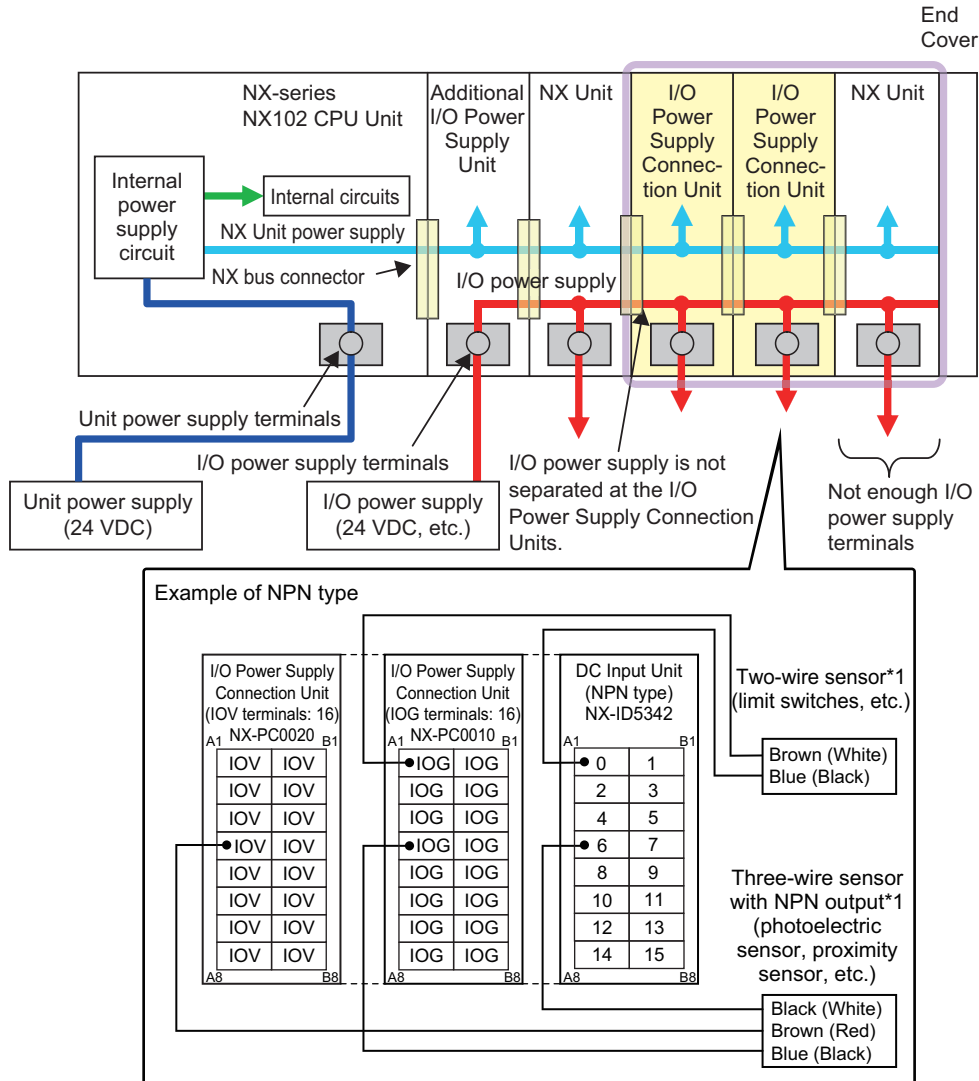 End
Cover
NX-series
NX102 CPU Unit
Additional
I/O Power
Supply
Unit
NX Unit
I/O
Power
Supply
Connec-
tion Unit
I/O
Power
Supply
Connec-
tion Unit
NX Unit
Internal
power
supply
circuit
Internal circuits
NX Unit power supply
NX bus connector
I/O power supply
Unit power supply terminals
I/O power supply terminals
I/O power supply is not
separated at the I/O
Power Supply Connection
Units.
Not enough I/O
power supply
terminals
Unit power supply
(24 VDC)
I/O power supply
(24 VDC, etc.)
Example of NPN type
I/O Power Supply
Connection Unit
(IOV terminals: 16)
NX-PC0020
A1 B1
IOV IOV
IOV IOV
IOV IOV
IOV IOV
IOV IOV
IOV IOV
IOV IOV
IOV IOV
A8 B8
I/O Power Supply
Connection Unit
(IOG terminals: 16)
NX-PC0010
A1 B1
IOG IOG
IOG IOG
IOG IOG
IOG IOG
IOG IOG
IOG IOG
IOG IOG
IOG IOG
A8 B8
DC Input Unit
(NPN type)
NX-ID5342
A1 B1
0 1
2 3
4 5
6 7
8 9
10 11
12 13
14 15
A8 B8
Two-wire sensor*1
(limit switches, etc.)
Brown (White)
Blue (Black)
Three-wire sensor
with NPN output*1
(photoelectric
sensor, proximity
sensor, etc.)
Black (White)
Brown (Red)
Blue (Black)